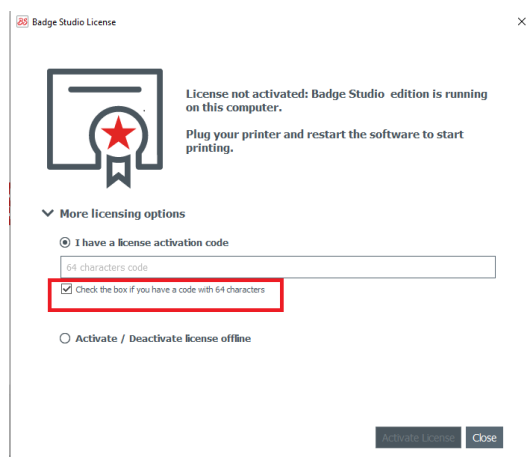 BS Badge Studio License
License not activated: Badge Studio edition is running
on this computer.
Plug your printer and restart the software to start
printing.
More licensing options
I have a license activation code
64 characters code
Check the box if you have a code with 64 characters
Activate / Deactivate license offline
Activate License Close